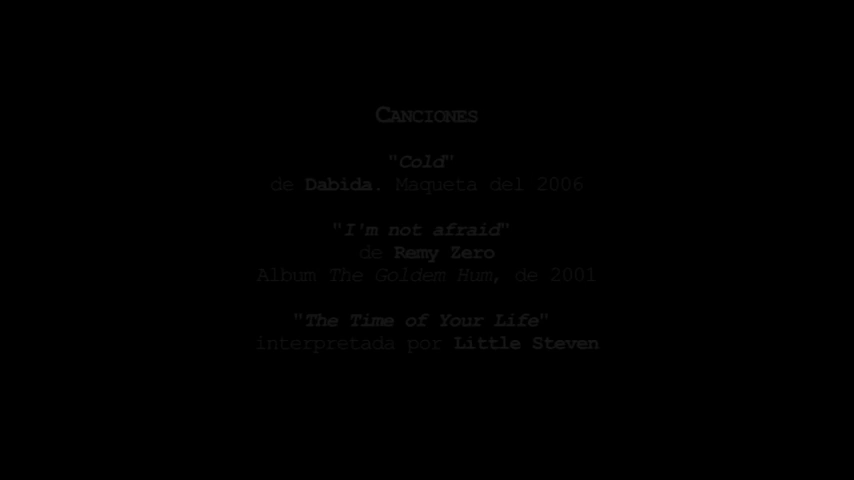 CANCIONES
"Cold"
de Dabida. Maqueta del 2006
"I'm not afraid"
de Remy Zero
Album The Goldem Hum, de 2001
"The Time of Your Life"
interpretada por Little Steven